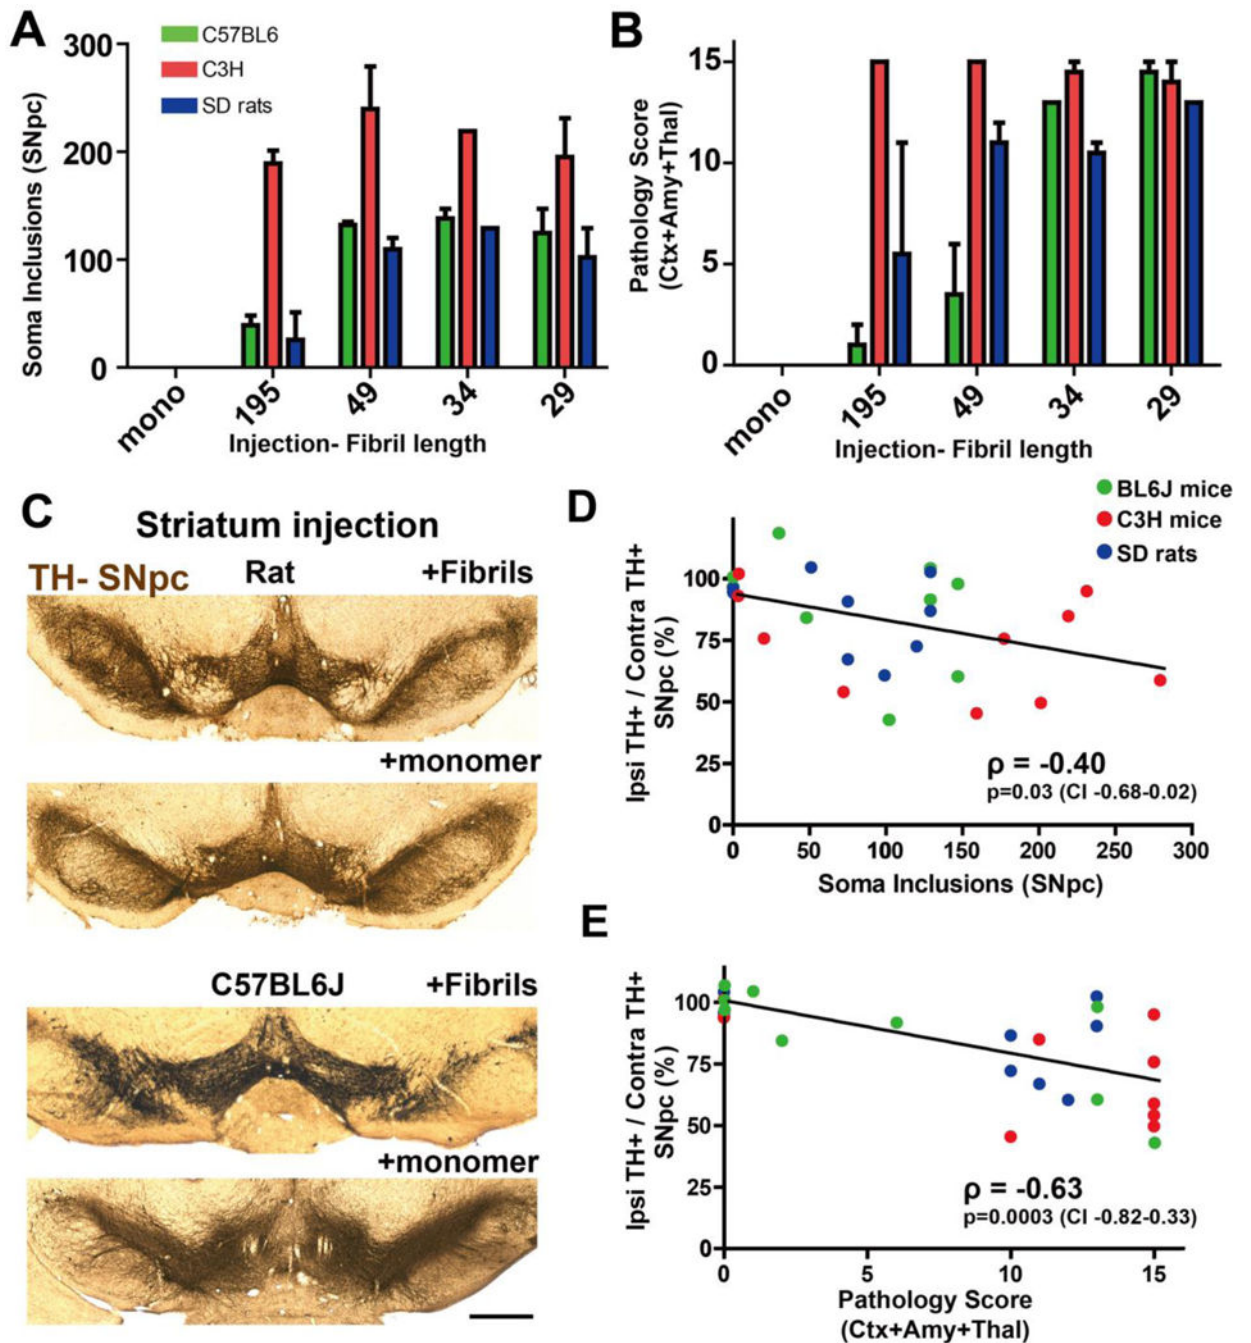 A
C57BL6
C3H
SD rats
Soma Inclusions (SNpc)
300
200
100
0
mono
195
49
34
29
Injection- Fibril length
B
Pathology Score
(Ctx+Amy+Thal)
15
10
5
0
mono
195
49
34
29
Injection- Fibril length
C
Striatum injection
TH- SNpc
Rat
+Fibrils
+monomer
C57BL6J
+Fibrils
+monomer
D
BL6J mice
C3H mice
SD rats
Ipsi TH+ / Contra TH+
SNpc (%)
100
75
50
25
0
ρ = -0.40
p=0.03 (CI -0.68-0.02)
0 50 100 150 200 250 300
Soma Inclusions (SNpc)
E
Ipsi TH+ / Contra TH+
SNpc (%)
100
75
50
25
0
ρ = -0.63
p=0.0003 (CI -0.82-0.33)
0 5 10 15
Pathology Score
(Ctx+Amy+Thal)